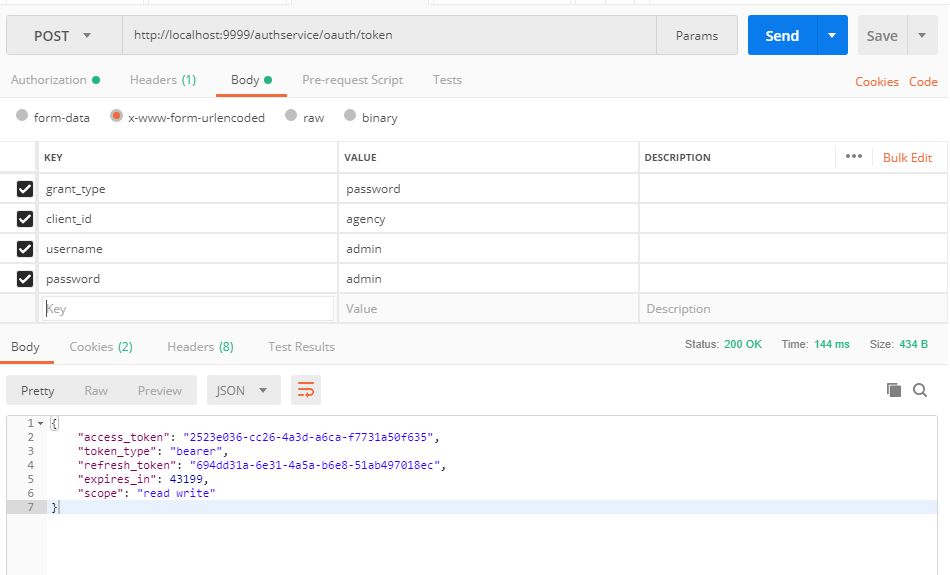 POST http://localhost:9999/authservice/oauth/token Params Send Save
Authorization Headers (1) Body Pre-request Script Tests Cookies Code
form-data x-www-form-urlencoded raw binary
KEY VALUE DESCRIPTION ••• Bulk Edit
grant_type password
client_id agency
username admin
password admin
Key Value Description
Body Cookies (2) Headers (8) Test Results Status: 200 OK Time: 144 ms Size: 434 B
Pretty Raw Preview JSON
1 {
2 "access_token": "2523e036-cc26-4a3d-a6ca-f7731a50f635",
3 "token_type": "bearer",
4 "refresh_token": "694dd31a-6e31-4a5a-b6e8-51ab497018ec",
5 "expires_in": 43199,
6 "scope": "read write"
7 }